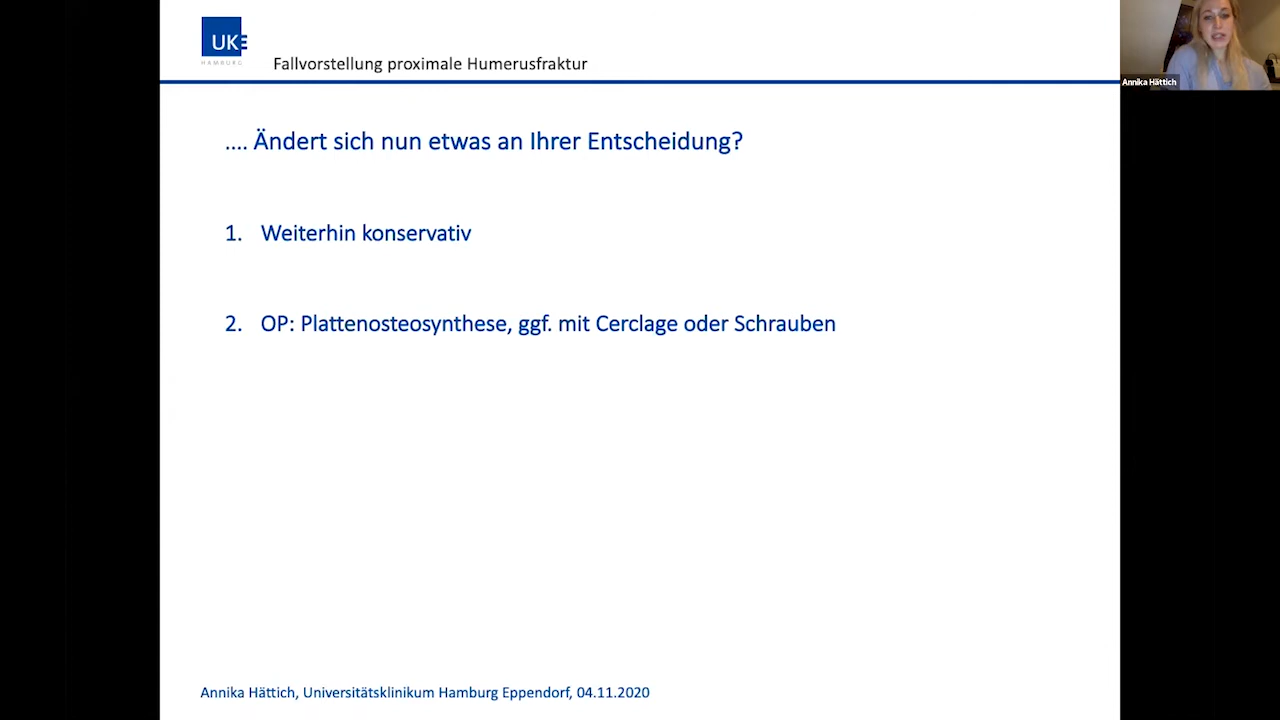 UKE
HAMBURG
Fallvorstellung proximale Humerusfraktur
Annika Hättich
.... Ändert sich nun etwas an Ihrer Entscheidung?
1. Weiterhin konservativ
2. OP: Plattenosteosynthese, ggf. mit Cerclage oder Schrauben
Annika Hättich, Universitätsklinikum Hamburg Eppendorf, 04.11.2020